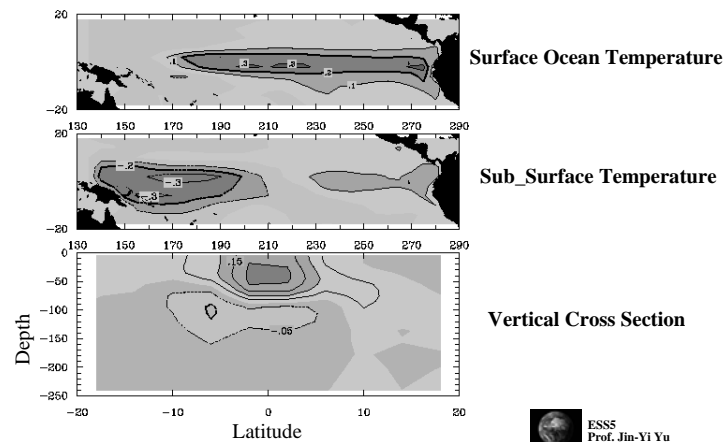 20
.1
.3
.3
.2
.1
Surface Ocean Temperature
-20
130 150 170 190 210 230 250 270 290
20
-.2
-.3
-.3
Sub_Surface Temperature
-20
130 150 170 190 210 230 250 270 290
0
.15
-50
-100
-.05
Vertical Cross Section
-150
Depth
-200
-250
-20 -10 0 10 20
Latitude
ESS5
Prof. Jin-Yi Yu